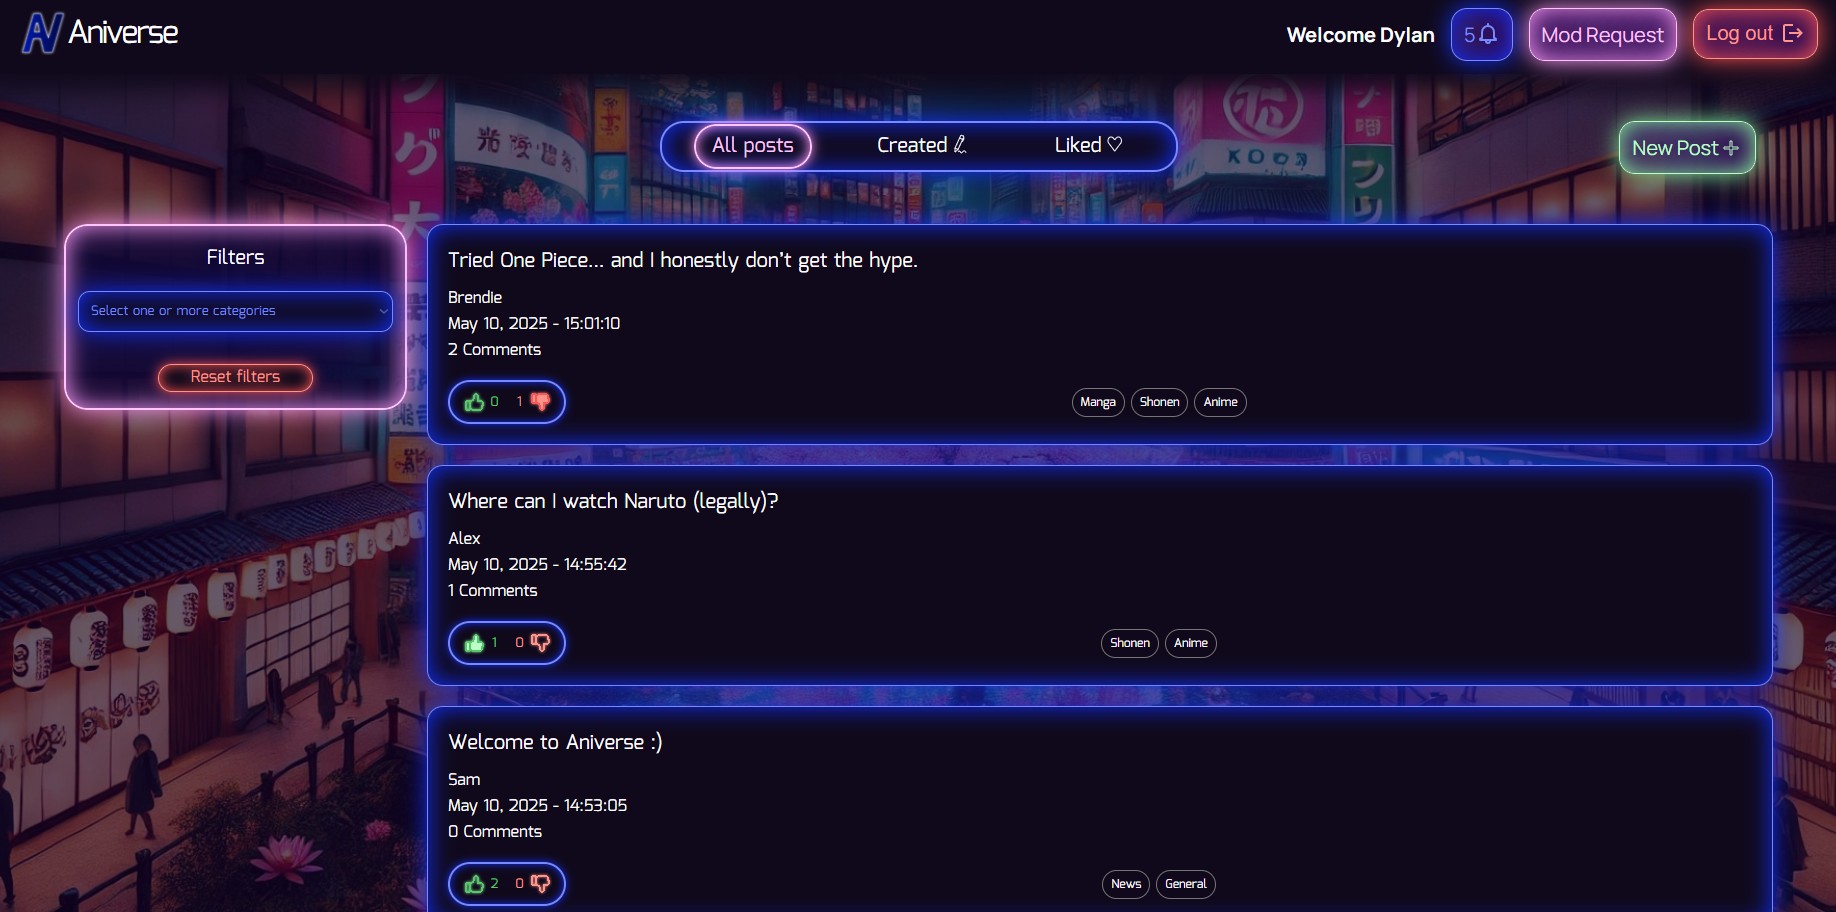 AV Aniverse
Welcome Dylan
5
Mod Request
Log out
All posts
Created
Liked
New Post
Filters
Select one or more categories
Reset filters
Tried One Piece... and I honestly don't get the hype.
Brendie
May 10, 2025 - 15:01:10
2 Comments
0 1
Manga Shonen Anime
Where can I watch Naruto (legally)?
Alex
May 10, 2025 - 14:55:42
1 Comments
1 0
Shonen Anime
Welcome to Aniverse :)
Sam
May 10, 2025 - 14:53:05
0 Comments
2 0
News General